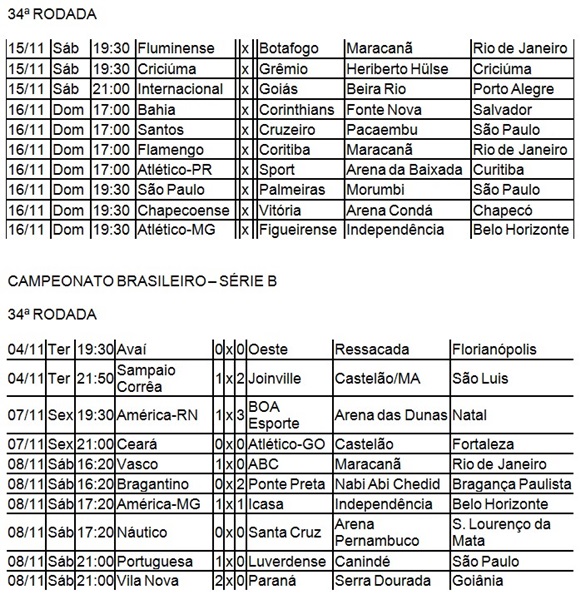 34ª RODADA
15/11 Sáb 19:30 Fluminense x Botafogo Maracanã Rio de Janeiro
15/11 Sáb 19:30 Criciúma x Grêmio Heriberto Hülse Criciúma
15/11 Sáb 21:00 Internacional x Goiás Beira Rio Porto Alegre
16/11 Dom 17:00 Bahia x Corinthians Fonte Nova Salvador
16/11 Dom 17:00 Santos x Cruzeiro Pacaembu São Paulo
16/11 Dom 17:00 Flamengo x Coritiba Maracanã Rio de Janeiro
16/11 Dom 17:00 Atlético-PR x Sport Arena da Baixada Curitiba
16/11 Dom 19:30 São Paulo x Palmeiras Morumbi São Paulo
16/11 Dom 19:30 Chapecoense x Vitória Arena Condá Chapecó
16/11 Dom 19:30 Atlético-MG x Figueirense Independência Belo Horizonte
CAMPEONATO BRASILEIRO – SÉRIE B
34ª RODADA
04/11 Ter 19:30 Avaí 0 x 0 Oeste Ressacada Florianópolis
04/11 Ter 21:50 Sampaio Corrêa 1 x 2 Joinville Castelão/MA São Luis
07/11 Sex 19:30 América-RN 1 x 3 BOA Esporte Arena das Dunas Natal
07/11 Sex 21:00 Ceará 0 x 0 Atlético-GO Castelão Fortaleza
08/11 Sáb 16:20 Vasco 1 x 0 ABC Maracanã Rio de Janeiro
08/11 Sáb 16:20 Bragantino 0 x 2 Ponte Preta Nabi Abi Chedid Bragança Paulista
08/11 Sáb 17:20 América-MG 1 x 1 Icasa Independência Belo Horizonte
08/11 Sáb 17:20 Náutico 0 x 0 Santa Cruz Arena Pernambuco S. Lourenço da Mata
08/11 Sáb 21:00 Portuguesa 1 x 0 Luverdense Canindé São Paulo
08/11 Sáb 21:00 Vila Nova 2 x 0 Paraná Serra Dourada Goiânia